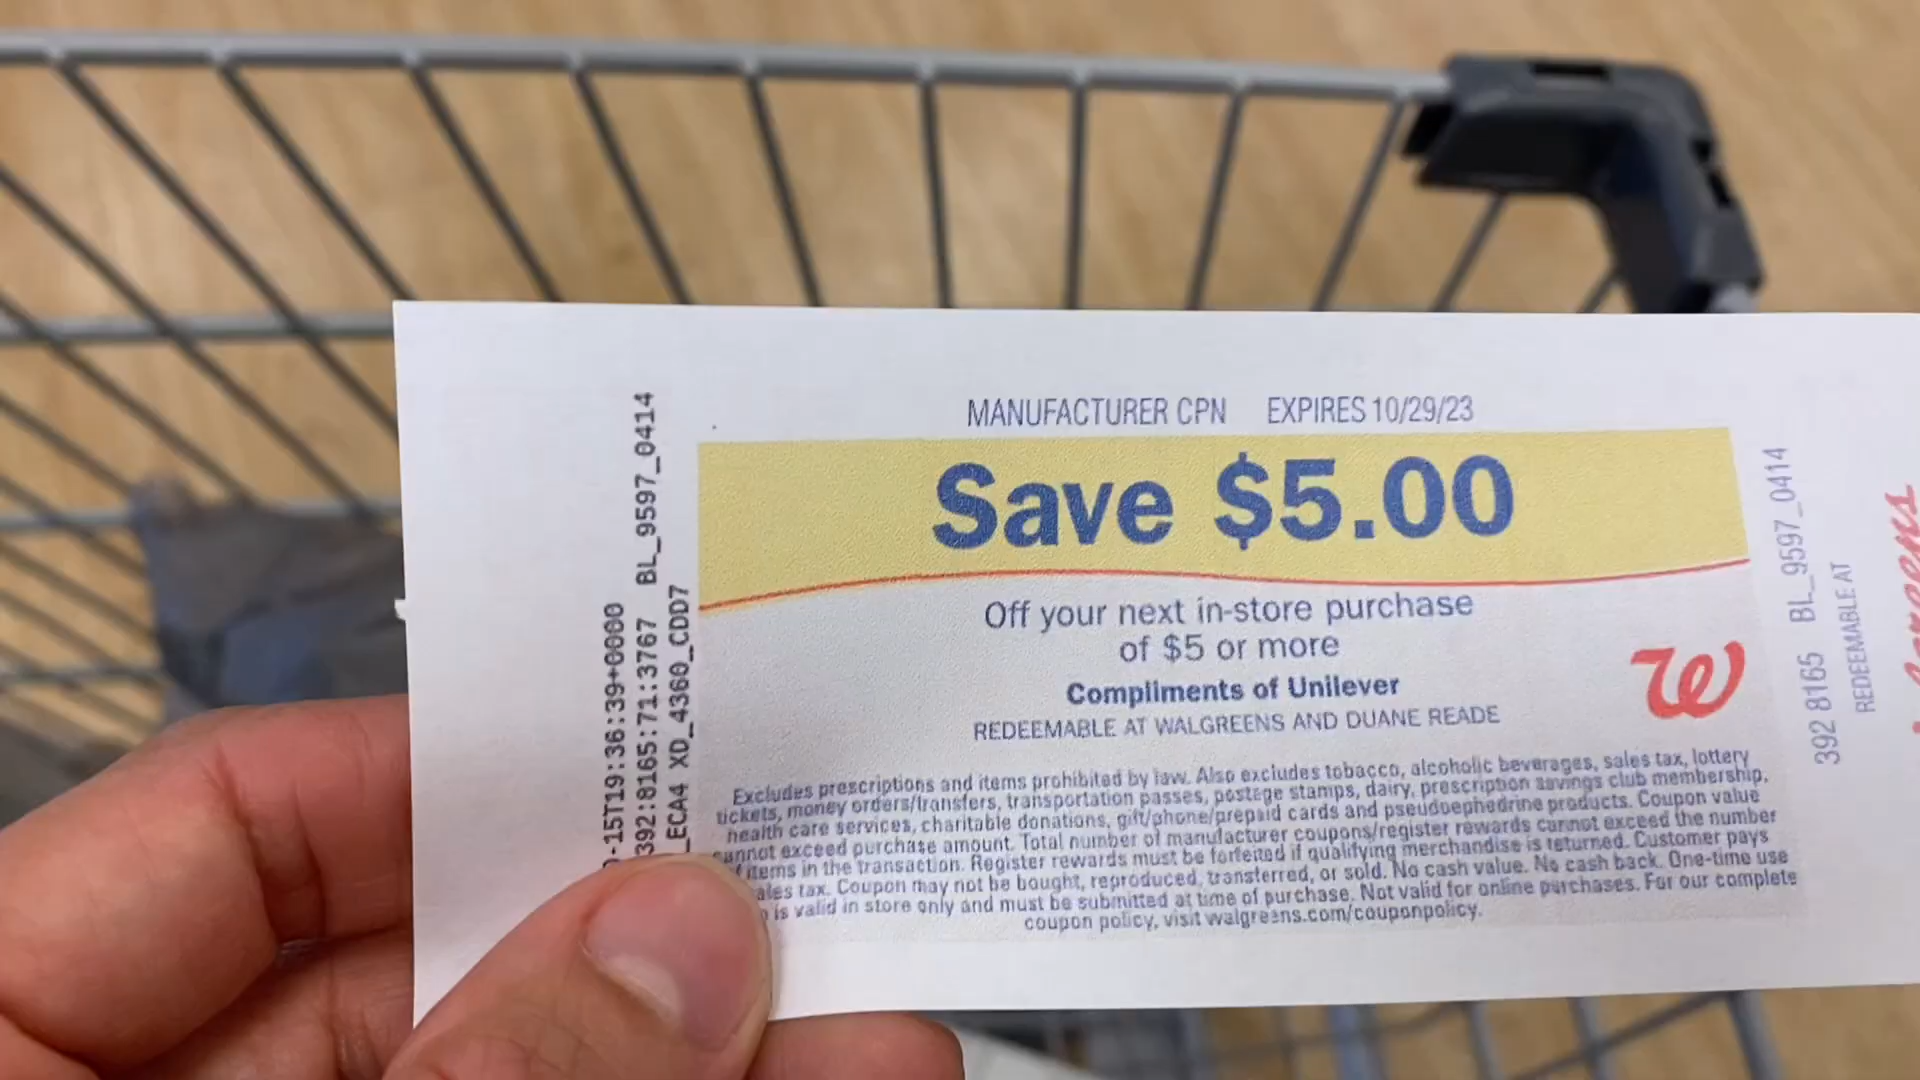 MANUFACTURER CPN EXPIRES 10/29/23
Save $5.00
Off your next in-store purchase
of $5 or more
Compliments of Unilever
REDEEMABLE AT WALGREENS AND DUANE READE
W
Excludes prescriptions and items prohibited by law. Also excludes tobacco, alcoholic beverages, sales tax, lottery
tickets, money orders/transfers, transportation passes, postage stamps, dairy, prescription savings club membership,
health care services, charitable donations, gift/phone/prepaid cards and pseudoephedrine products. Coupon value
cannot exceed purchase amount. Total number of manufacturer coupons/register rewards cannot exceed the number
items in the transaction. Register rewards must be forfeited if qualifying merchandise is returned. Customer pays
ales tax. Coupon may not be bought, reproduced, transferred, or sold. No cash value. No cash back. One-time use
is valid in store only and must be submitted at time of purchase. Not valid for online purchases. For our complete
coupon policy, visit walgreens.com/couponpolicy.
-15T19:36:39+0000
392:8165:71:3767 BL_9597_0414
_ECA4 XD_4360_CDD7
392 8165 BL_9597_0414
REDEEMABLE AT